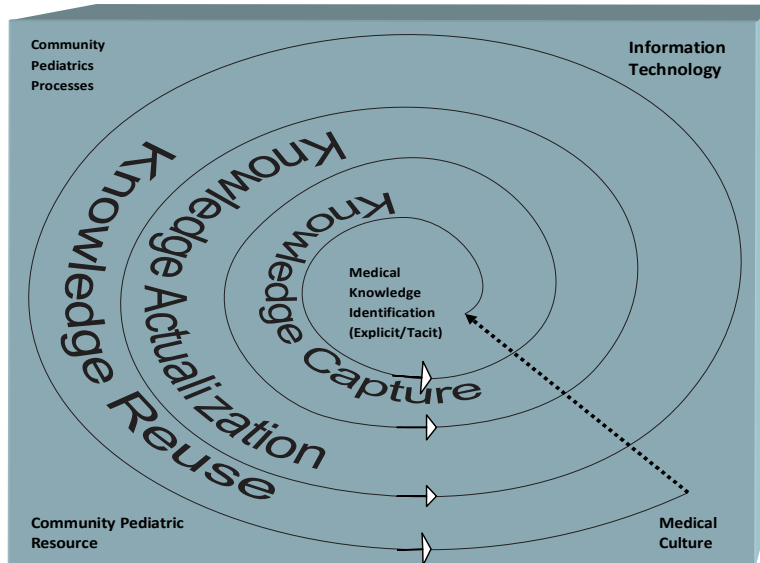 Community
Pediatrics
Processes
Information
Technology
Knowledge Reuse
Knowledge Actualization
Knowledge Capture
Medical
Knowledge
Identification
(Explicit/Tacit)
Community Pediatric
Resource
Medical
Culture